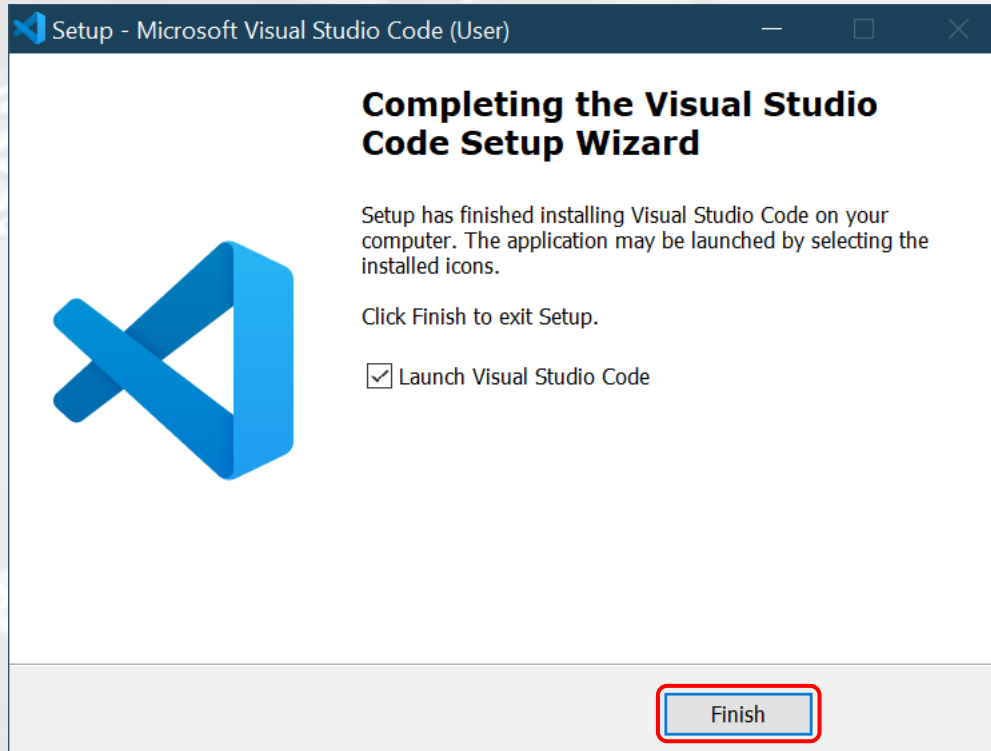 Setup - Microsoft Visual Studio Code (User)
Completing the Visual Studio
Code Setup Wizard
Setup has finished installing Visual Studio Code on your
computer. The application may be launched by selecting the
installed icons.
Click Finish to exit Setup.
Launch Visual Studio Code
Finish